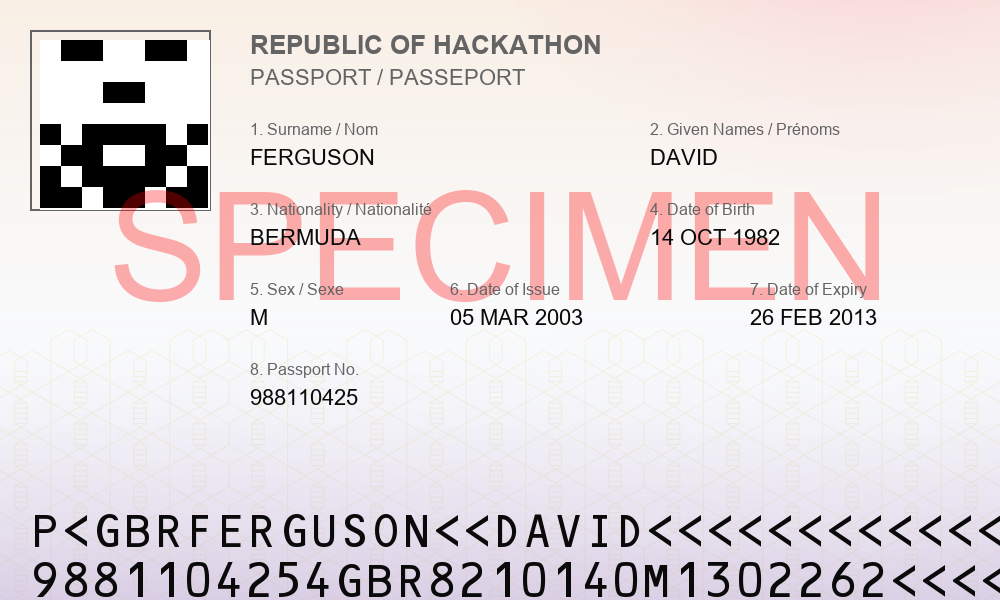 REPUBLIC OF HACKATHON
PASSPORT / PASSEPORT
1. Surname / Nom
2. Given Names / Prénoms
FERGUSON
DAVID
SPECIMEN
3. Nationality / Nationalité
4. Date of Birth
BERMUDA
14 OCT 1982
5. Sex / Sexe
6. Date of Issue
7. Date of Expiry
M
05 MAR 2003
26 FEB 2013
8. Passport No.
988110425
P<GBRFERGUSON<<DAVID<<<<<<<<<<<<
9881104254GBR8210140M1302262<<<<